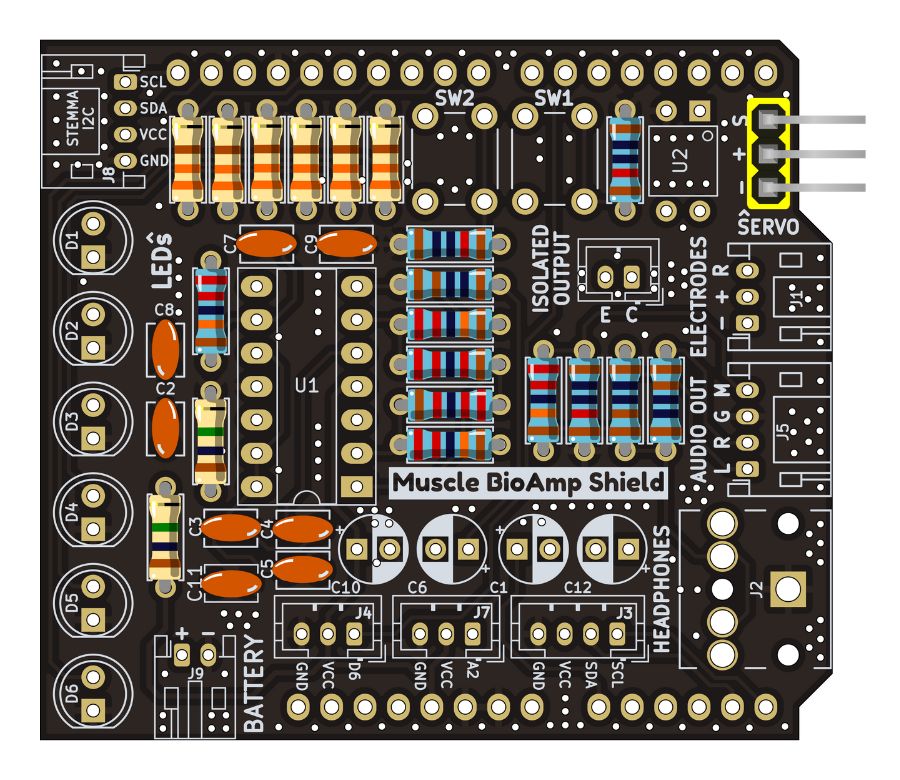 SCL
SDA
VCC
GND
STEMMA
I2C
J8
SW2
SW1
U2
S
+
-
SERVO
D1
D2
D3
D4
D5
D6
LEDs
C7
C9
C8
C2
U1
ISOLATED
OUTPUT
E C
ELECTRODES
R
+
-
J1
AUDIO OUT
L R G M
J5
Muscle BioAmp Shield
C3
C4
C5
C11
+
+
+
+
C10
C6
C1
C12
HEADPHONES
J2
J4
J7
J3
GND
VCC
D6
GND
VCC
A2
GND
VCC
SDA
SCL
+ -
J9
BATTERY